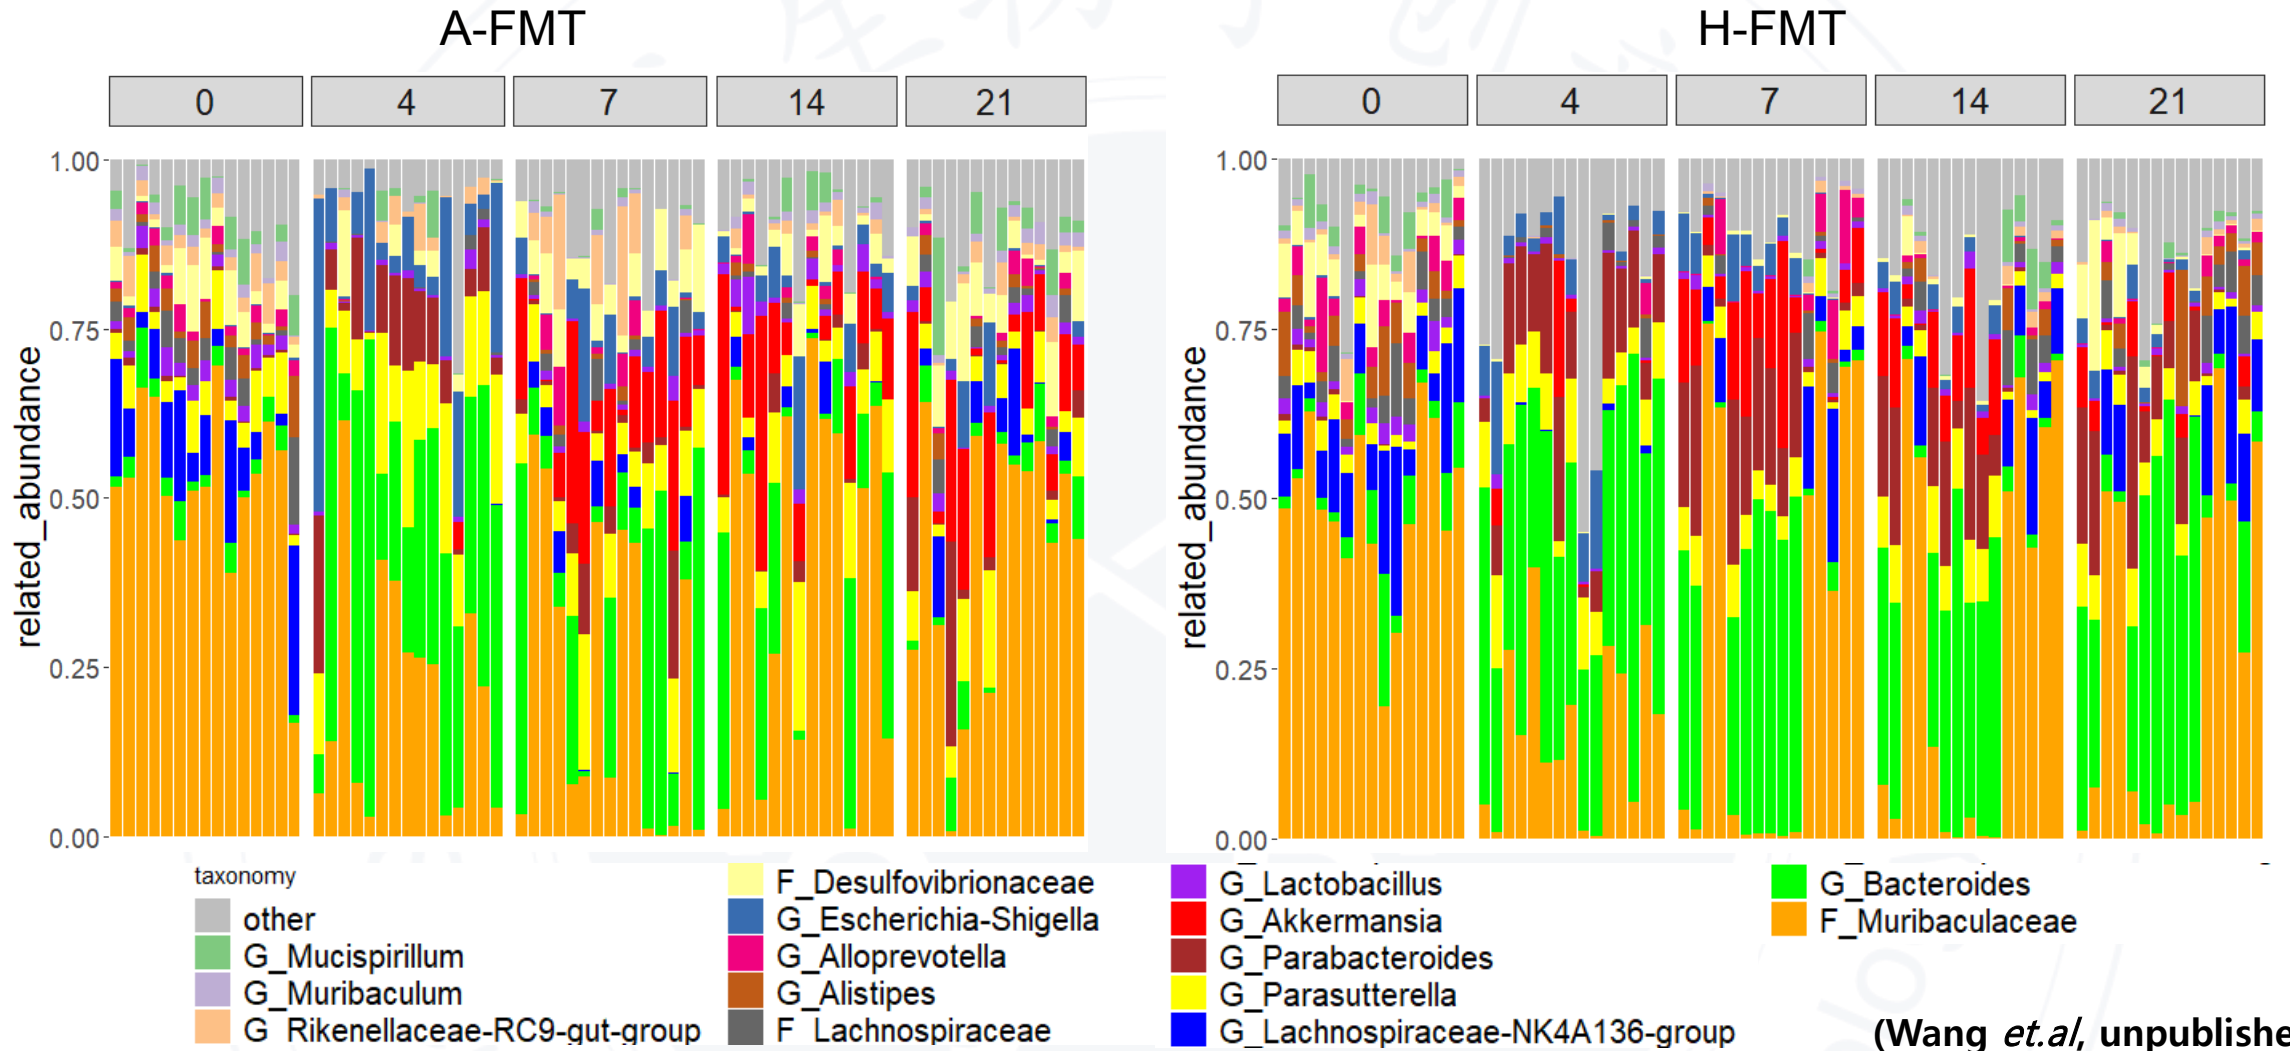 A-FMT
H-FMT
0 4 7 14 21
0 4 7 14 21
1.00
0.75
0.50
0.25
0.00
related_abundance
1.00
0.75
0.50
0.25
0.00
related_abundance
taxonomy
other
G_Mucispirillum
G_Muribaculum
G_Rikenellaceae-RC9-gut-group
F_Desulfovibrionaceae
G_Escherichia-Shigella
G_Alloprevotella
G_Alistipes
F_Lachnospiraceae
G_Lactobacillus
G_Akkermansia
G_Parabacteroides
G_Parasutterella
G_Lachnospiraceae-NK4A136-group
G_Bacteroides
F_Muribaculaceae
(Wang et.al, unpublishe